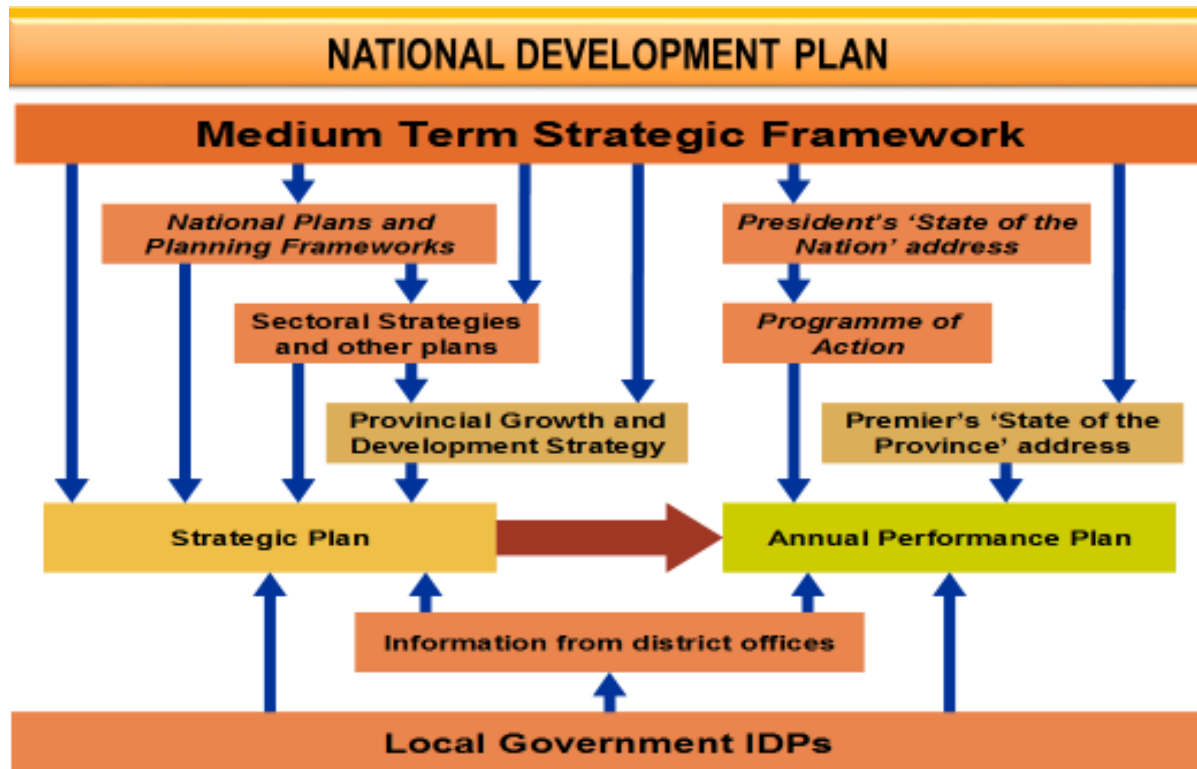 NATIONAL DEVELOPMENT PLAN
Medium Term Strategic Framework
National Plans and
Planning Frameworks
President's ‘State of the
Nation’ address
Sectoral Strategies
and other plans
Programme of
Action
Provincial Growth and
Development Strategy
Premier's ‘State of the
Province’ address
Strategic Plan
Annual Performance Plan
Information from district offices
Local Government IDPs